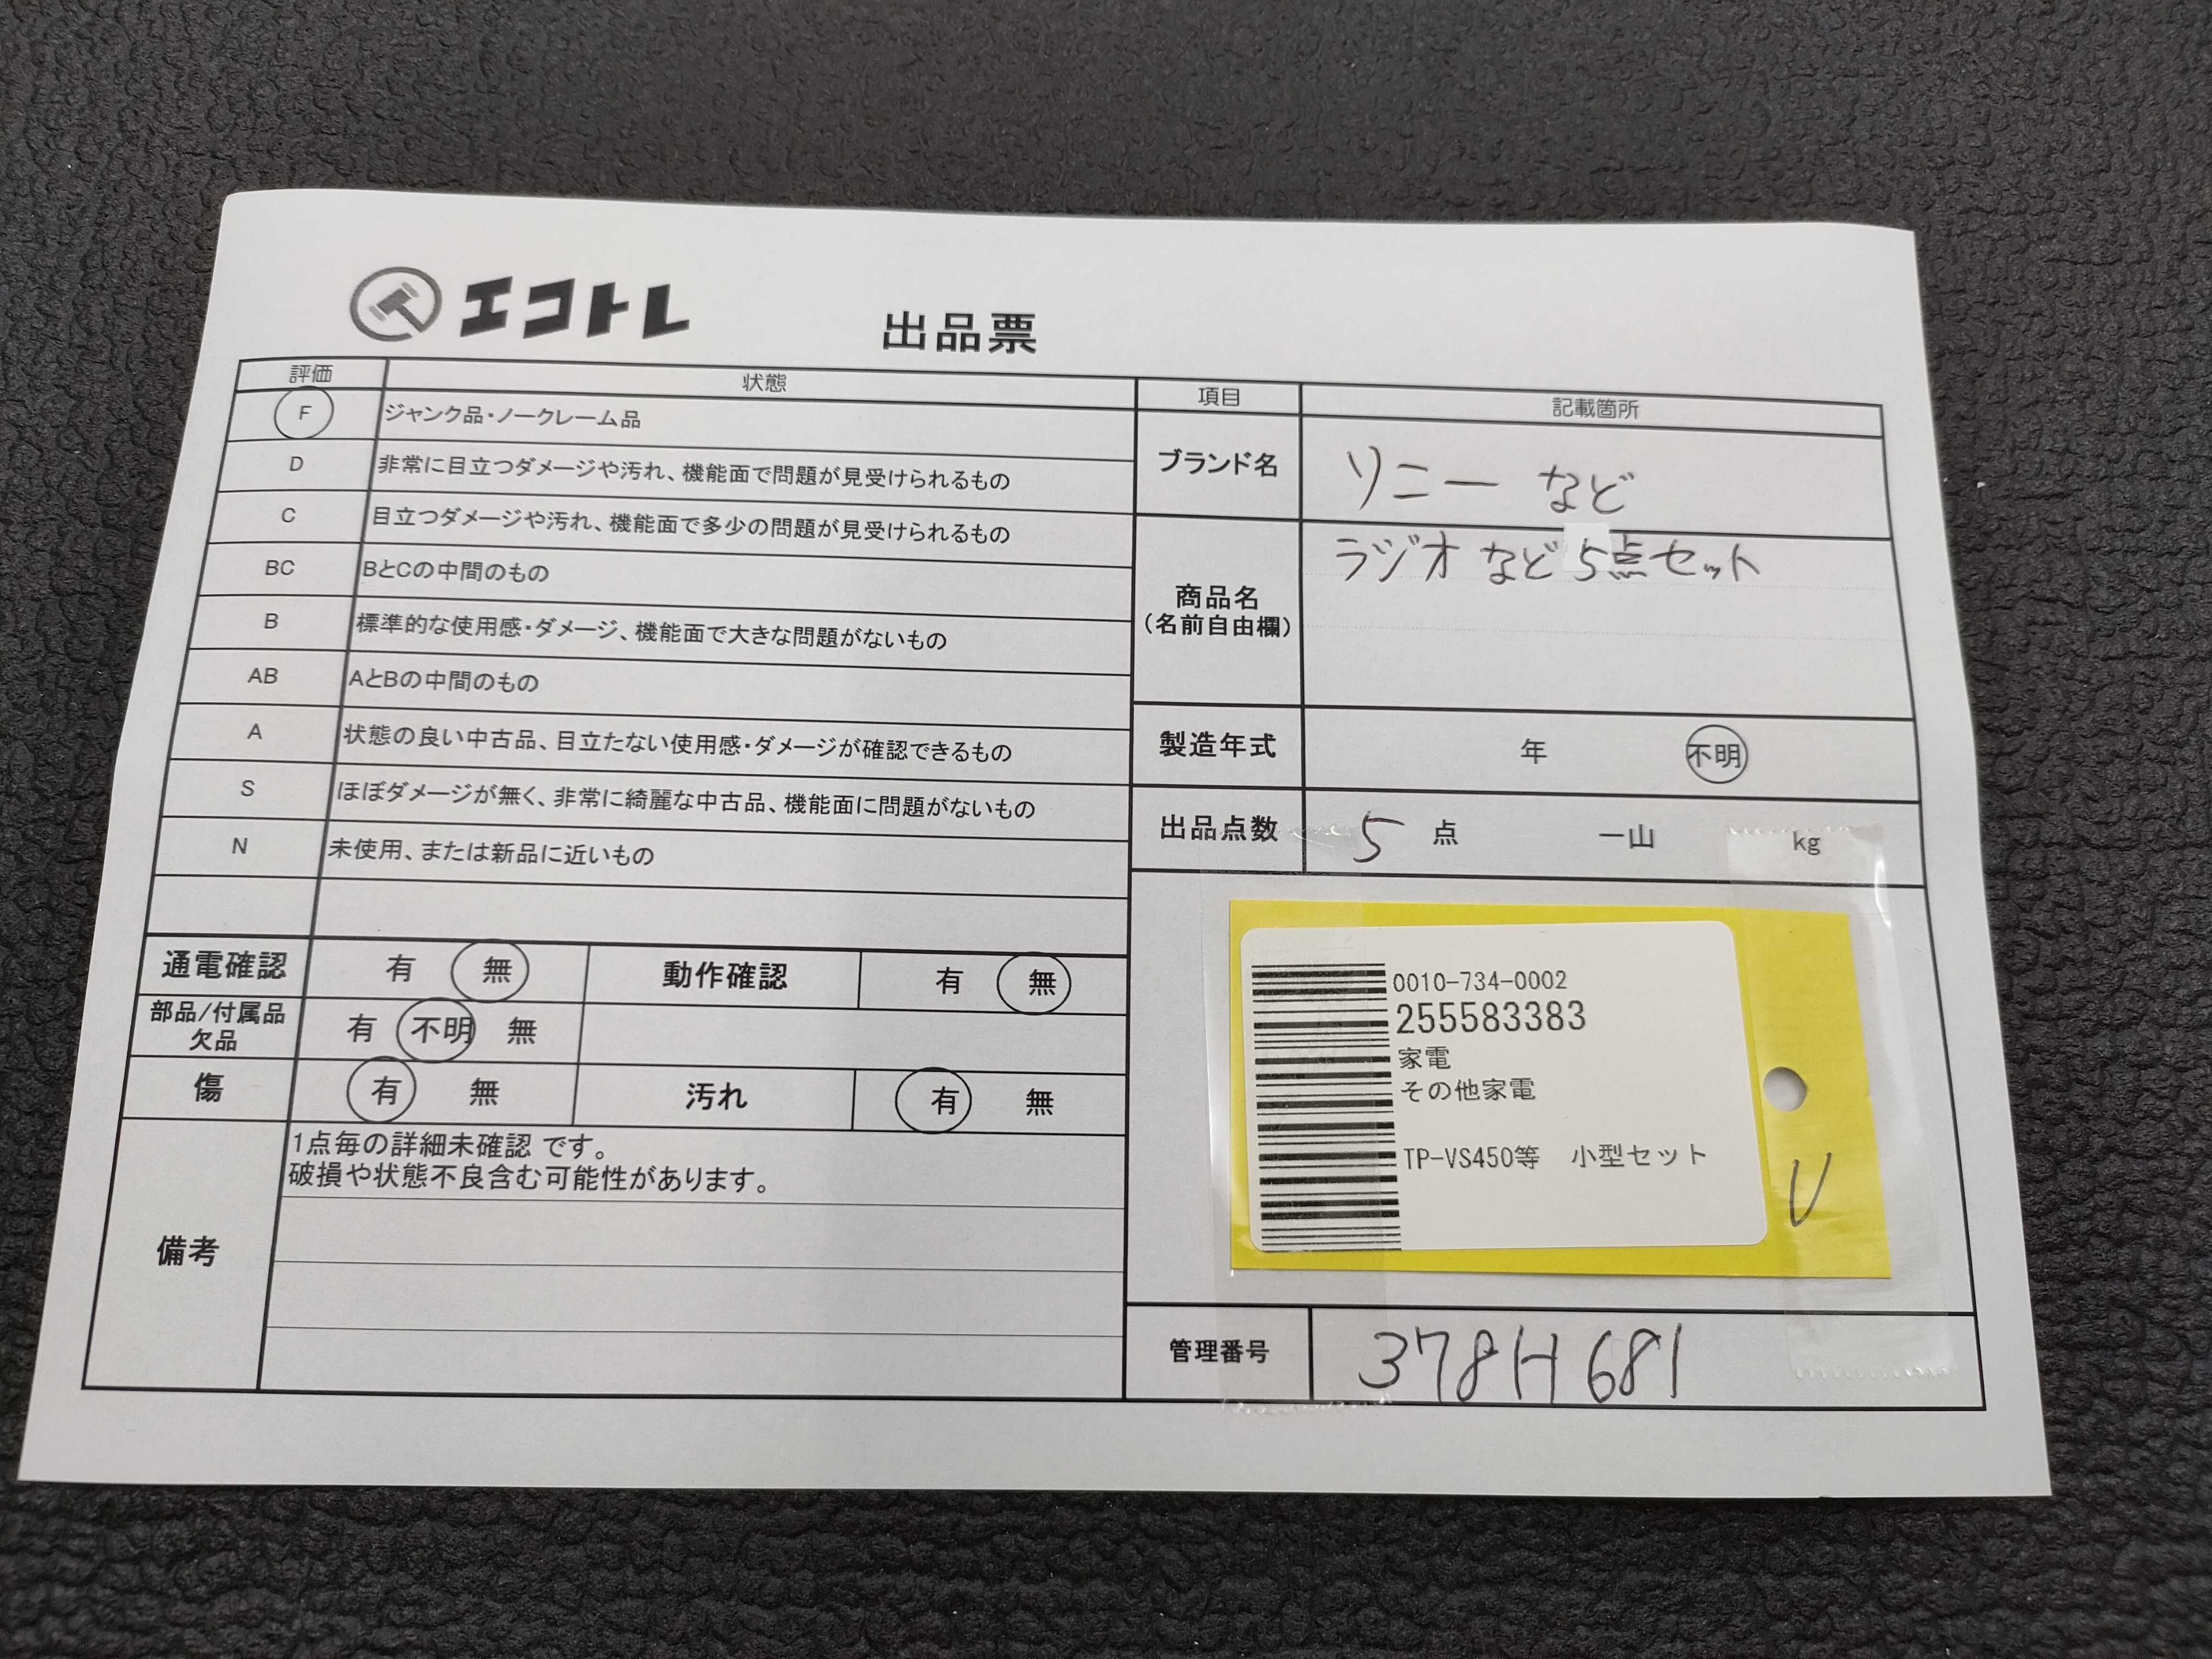 エコトレ
出品票
評価 状態
F ジャンク品・ノークレーム品
D 非常に目立つダメージや汚れ、機能面で問題が見受けられるもの
C 目立つダメージや汚れ、機能面で多少の問題が見受けられるもの
BC BとCの中間のもの
B 標準的な使用感・ダメージ、機能面で大きな問題がないもの
AB AとBの中間のもの
A 状態の良い中古品、目立たない使用感・ダメージが確認できるもの
S ほぼダメージが無く、非常に綺麗な中古品、機能面に問題がないもの
N 未使用、または新品に近いもの
通電確認 有 無 動作確認 有 無
部品/付属品
欠品
有 不明 無
傷 有 無 汚れ 有 無
備考
1点毎の詳細未確認 です。
破損や状態不良含む可能性があります。
項目 記載箇所
ブランド名 ソニー など
商品名
(名前自由欄)
ラジオ など 5点セット
製造年式 年 不明
出品点数 5 点 一山 kg
0010-734-0002
255583383
家電
その他家電
TP-VS450等 小型セット
V
管理番号 378H 681